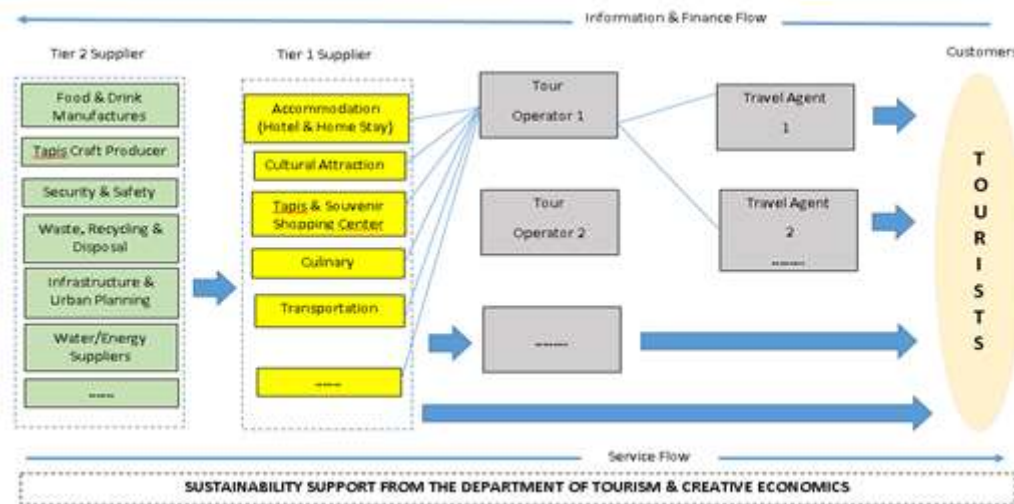 Information & Finance Flow
Tier 2 Supplier
Tier 1 Supplier
Customers
Food & Drink
Manufactures
Tapis Craft Producer
Security & Safety
Waste, Recycling &
Disposal
Infrastructure &
Urban Planning
Water/Energy
Suppliers
-----
Accommodation
(Hotel & Home Stay)
Cultural Attraction
Tapis & Souvenir
Shopping Center
Culinary
Transportation
-----
Tour
Operator 1
Tour
Operator 2
------
Travel Agent
1
Travel Agent
2
-------
TOURISTS
Service Flow
SUSTAINABILITY SUPPORT FROM THE DEPARTMENT OF TOURISM & CREATIVE ECONOMICS